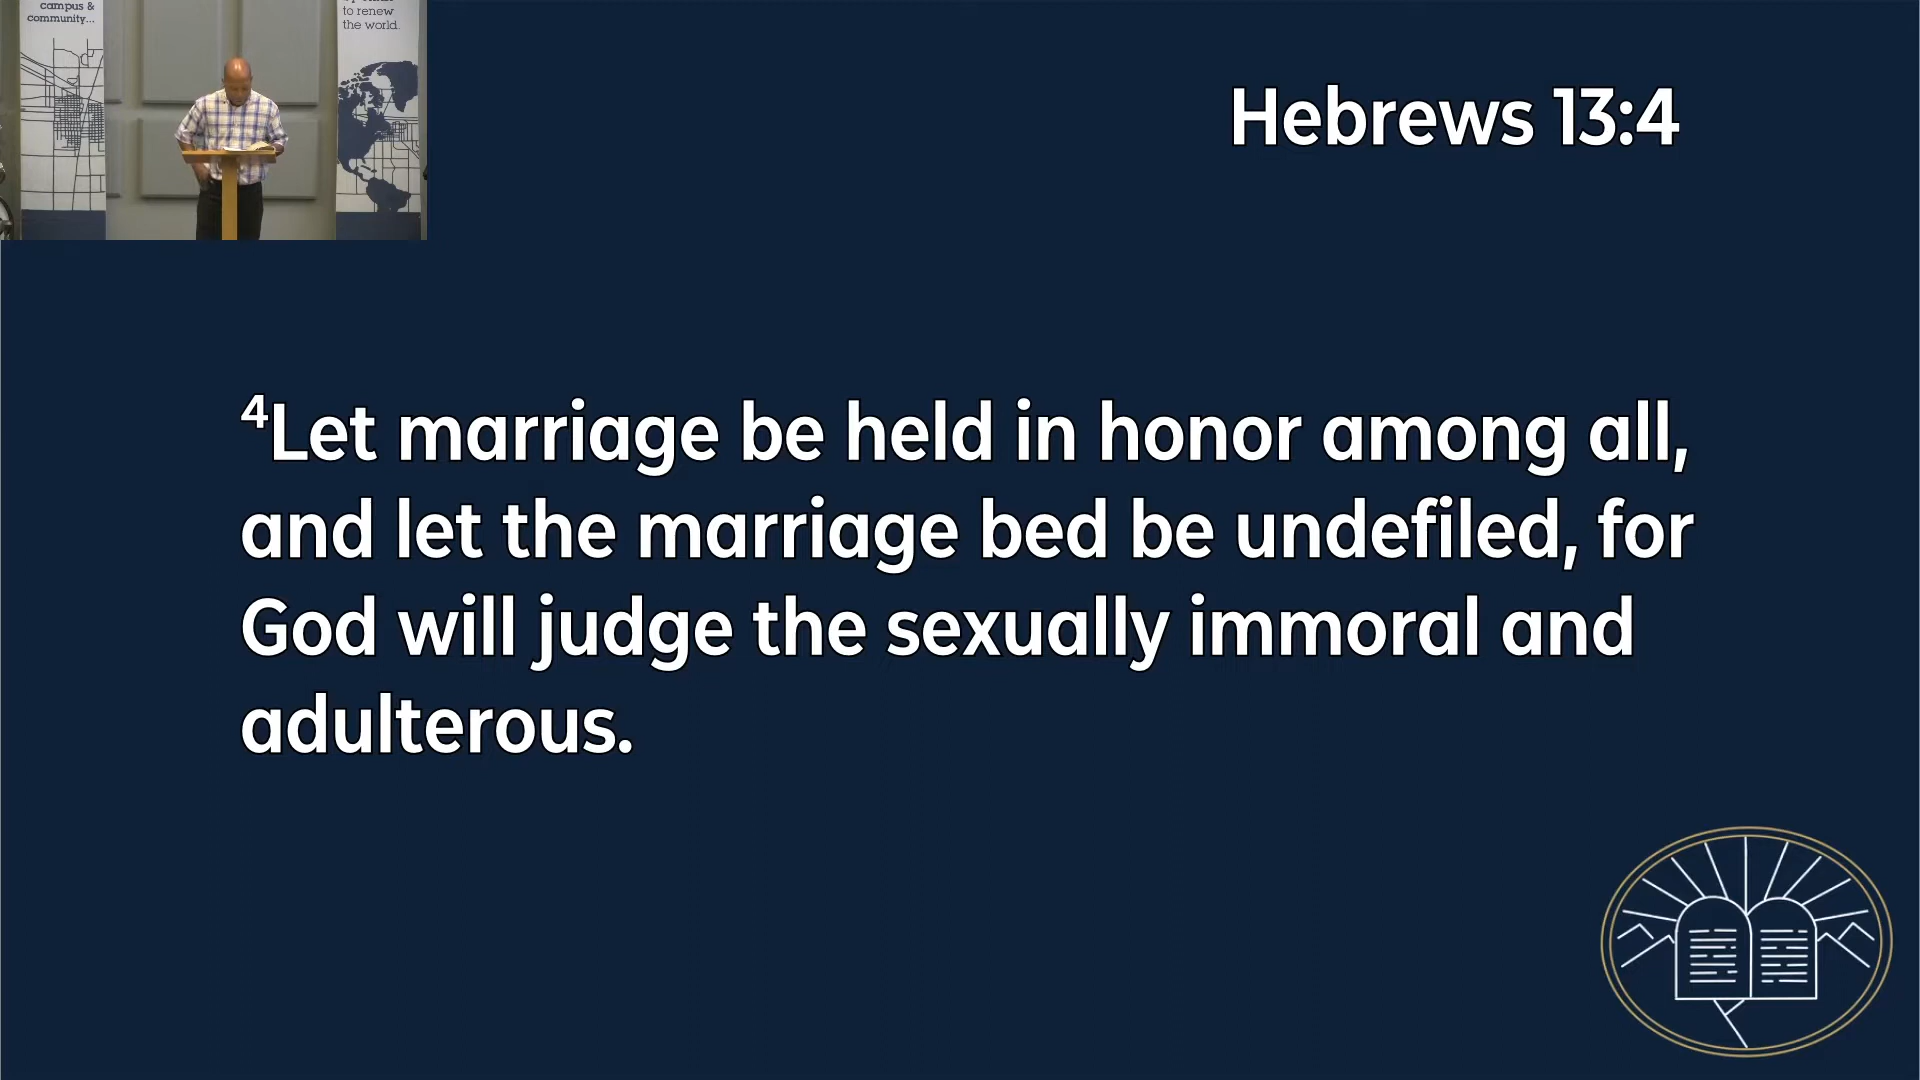 campus &
community...
to renew
the world.
Hebrews 13:4
4Let marriage be held in honor among all,
and let the marriage bed be undefiled, for
God will judge the sexually immoral and
adulterous.